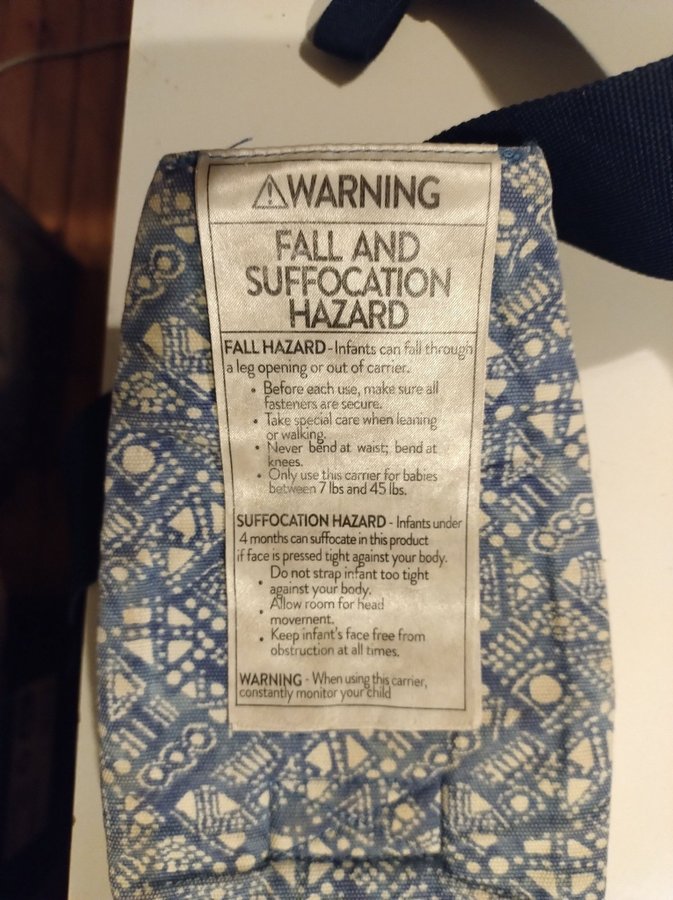 WARNING
FALL AND
SUFFOCATION
HAZARD
FALL HAZARD - Infants can fall through
a leg opening or out of carrier.
• Before each use, make sure all
fasteners are secure.
• Take special care when leaning
or walking.
• Never bend at waist; bend at
knees.
• Only use this carrier for babies
between 7 lbs and 45 lbs.
SUFFOCATION HAZARD - Infants under
4 months can suffocate in this product
if face is pressed tight against your body.
• Do not strap infant too tight
against your body.
• Allow room for head
movement.
• Keep infant's face free from
obstruction at all times.
WARNING - When using this carrier,
constantly monitor your child